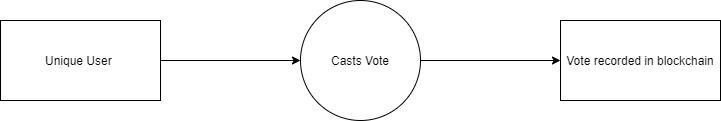 Unique User
Casts Vote
Vote recorded in blockchain